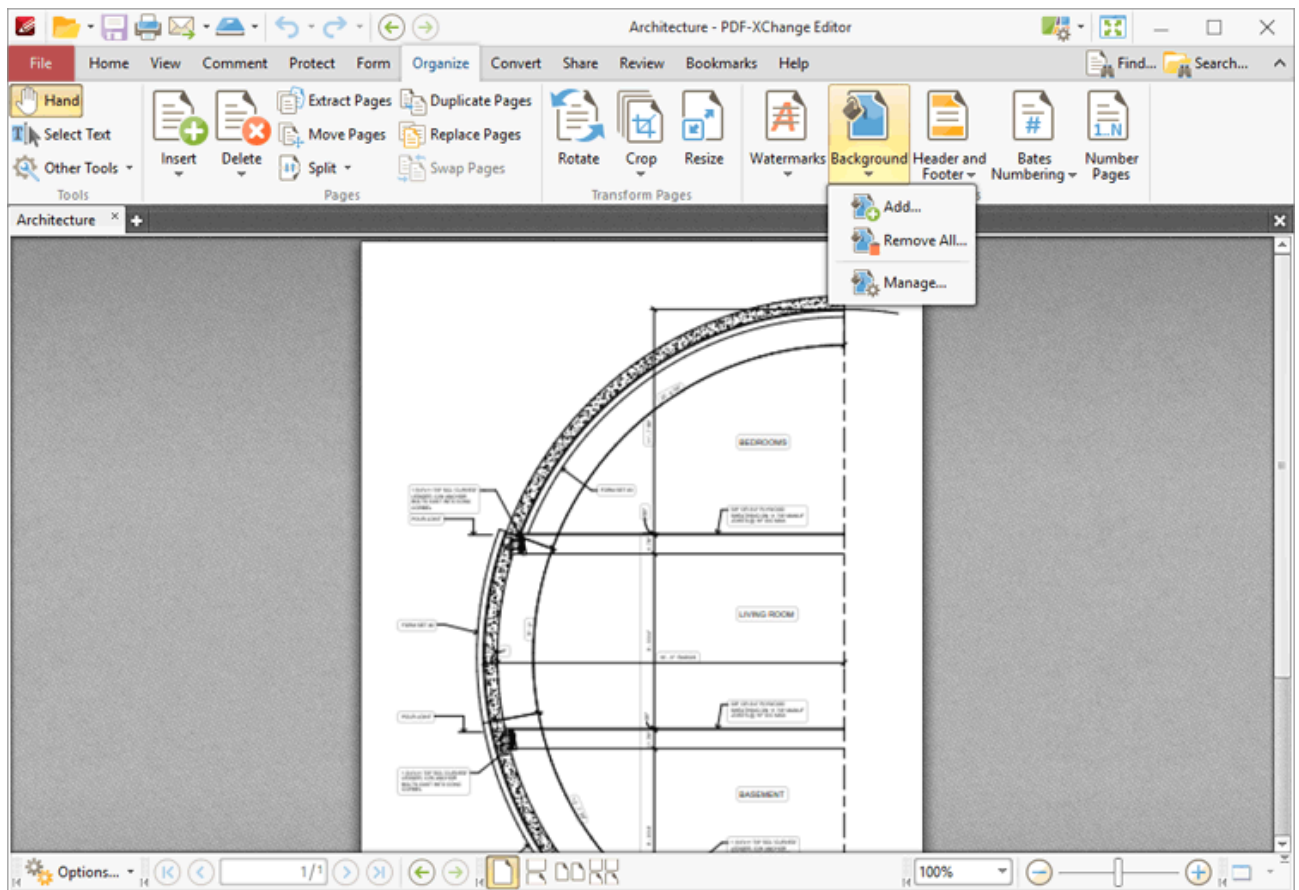 Architecture - PDF-XChange Editor
File Home View Comment Protect Form Organize Convert Share Review Bookmarks Help Find... Search...
Hand
Select Text
Other Tools
Tools
Insert
Delete
Extract Pages
Move Pages
Split
Duplicate Pages
Replace Pages
Swap Pages
Pages
Rotate
Crop
Resize
Transform Pages
Watermarks
Background
Header and
Footer
Bates
Numbering
Number
Pages
Add...
Remove All...
Manage...
Architecture
BEDROOMS
LIVING ROOM
BASEMENT
Options...
1/1
100%